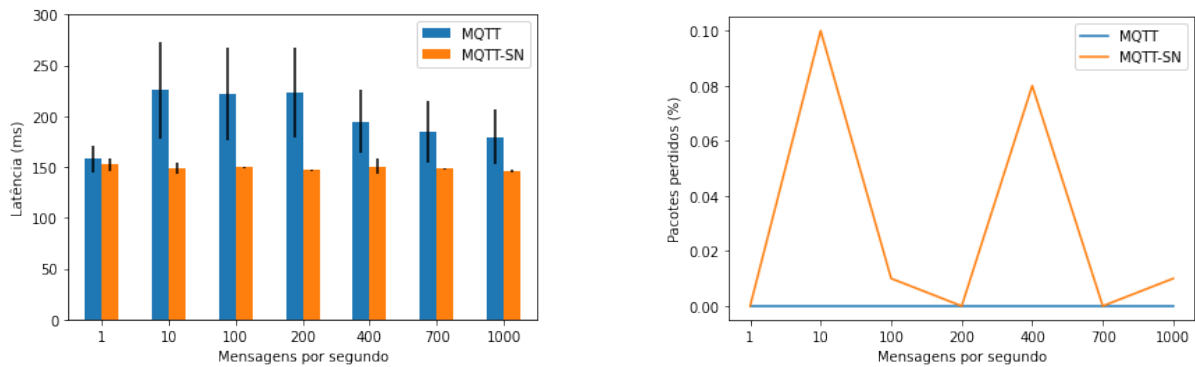 300
250
200
150
100
50
0
Latência (ms)
MQTT
MQTT-SN
1 10 100 200 400 700 1000
Mensagens por segundo
0.10
0.08
0.06
0.04
0.02
0.00
Pacotes perdidos (%)
MQTT
MQTT-SN
1 10 100 200 400 700 1000
Mensagens por segundo